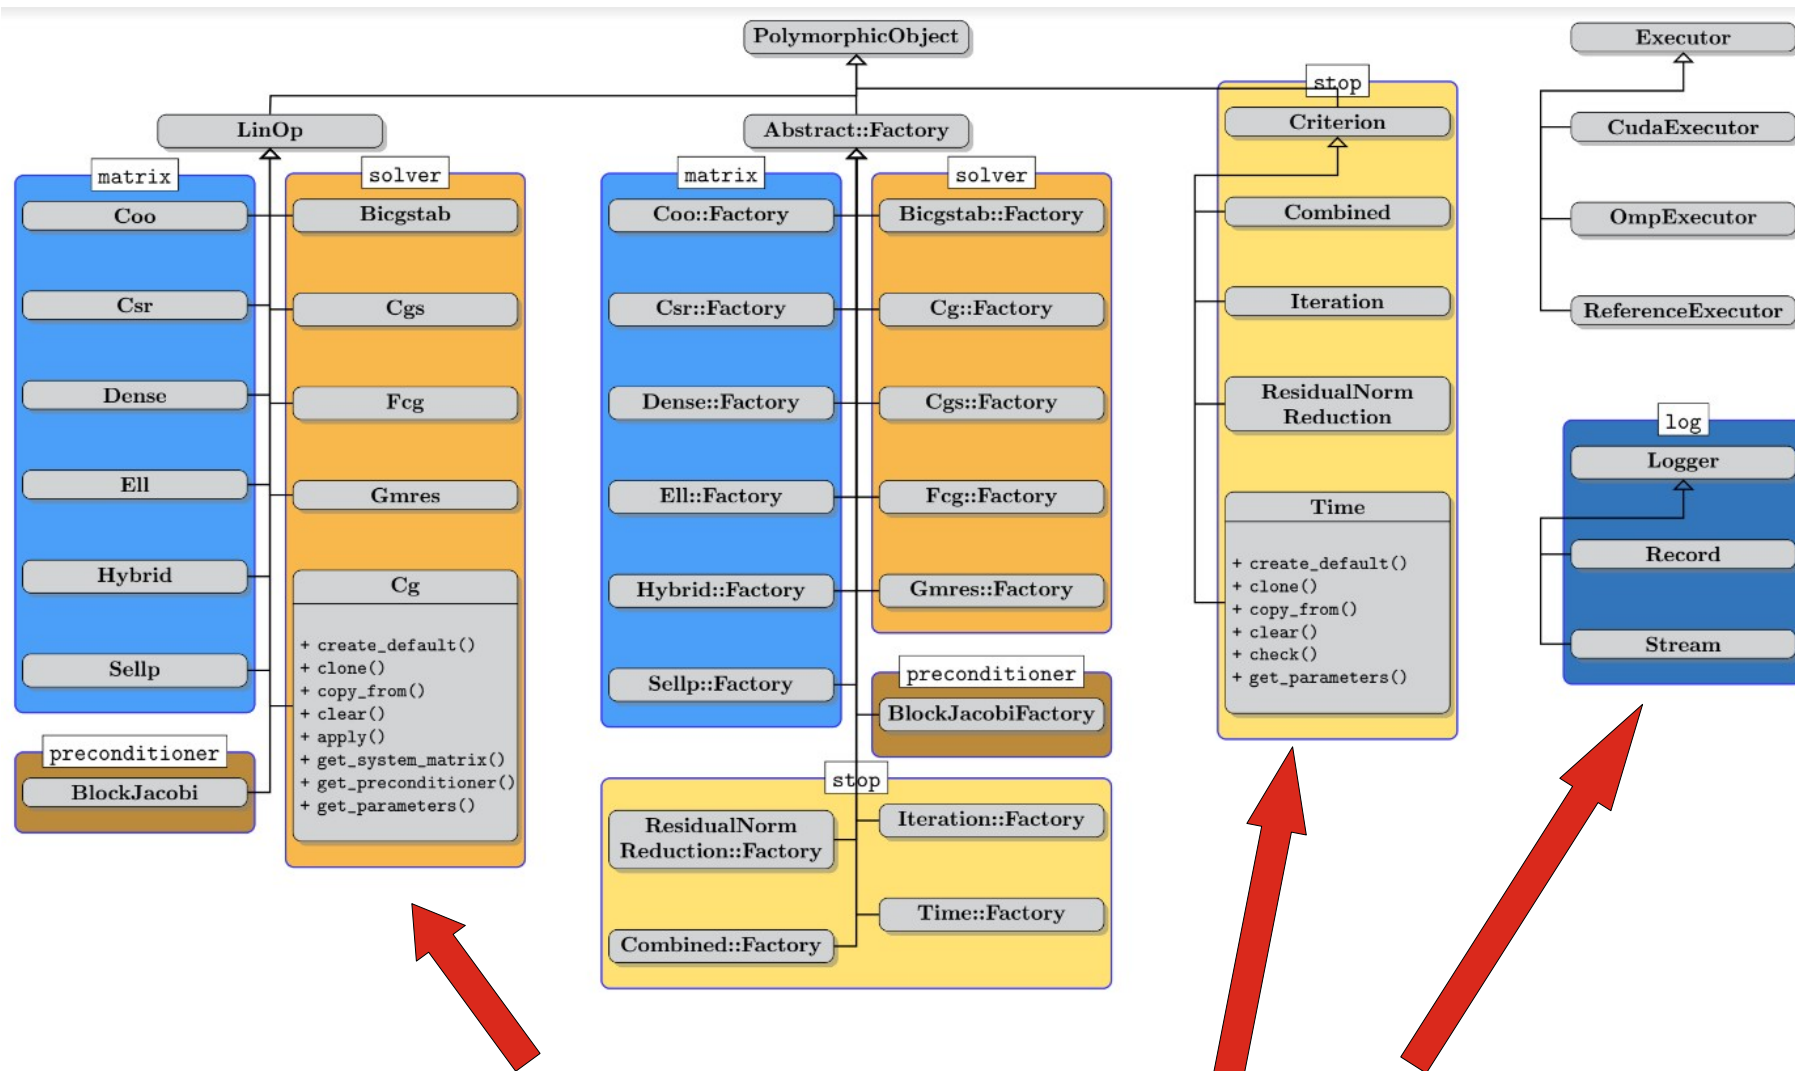 PolymorphicObject
LinOp
matrix
Coo
Csr
Dense
Ell
Hybrid
Sellp
preconditioner
BlockJacobi
solver
Bicgstab
Cgs
Fcg
Gmres
Cg
+ create_default()
+ clone()
+ copy_from()
+ clear()
+ apply()
+ get_system_matrix()
+ get_preconditioner()
+ get_parameters()
Abstract::Factory
matrix
Coo::Factory
Csr::Factory
Dense::Factory
Ell::Factory
Hybrid::Factory
Sellp::Factory
solver
Bicgstab::Factory
Cg::Factory
Cgs::Factory
Fcg::Factory
Gmres::Factory
preconditioner
BlockJacobiFactory
stop
ResidualNorm
Reduction::Factory
Combined::Factory
Iteration::Factory
Time::Factory
stop
Criterion
Combined
Iteration
ResidualNorm
Reduction
Time
+ create_default()
+ clone()
+ copy_from()
+ clear()
+ check()
+ get_parameters()
Executor
CudaExecutor
OmpExecutor
ReferenceExecutor
log
Logger
Record
Stream